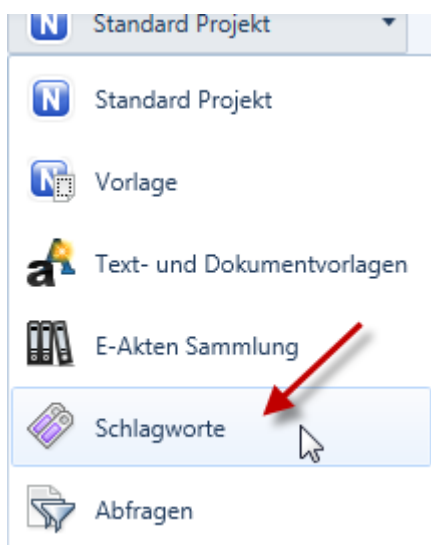 N Standard Projekt
N Standard Projekt
N Vorlage
a Text- und Dokumentvorlagen
E-Akten Sammlung
Schlagworte
Abfragen